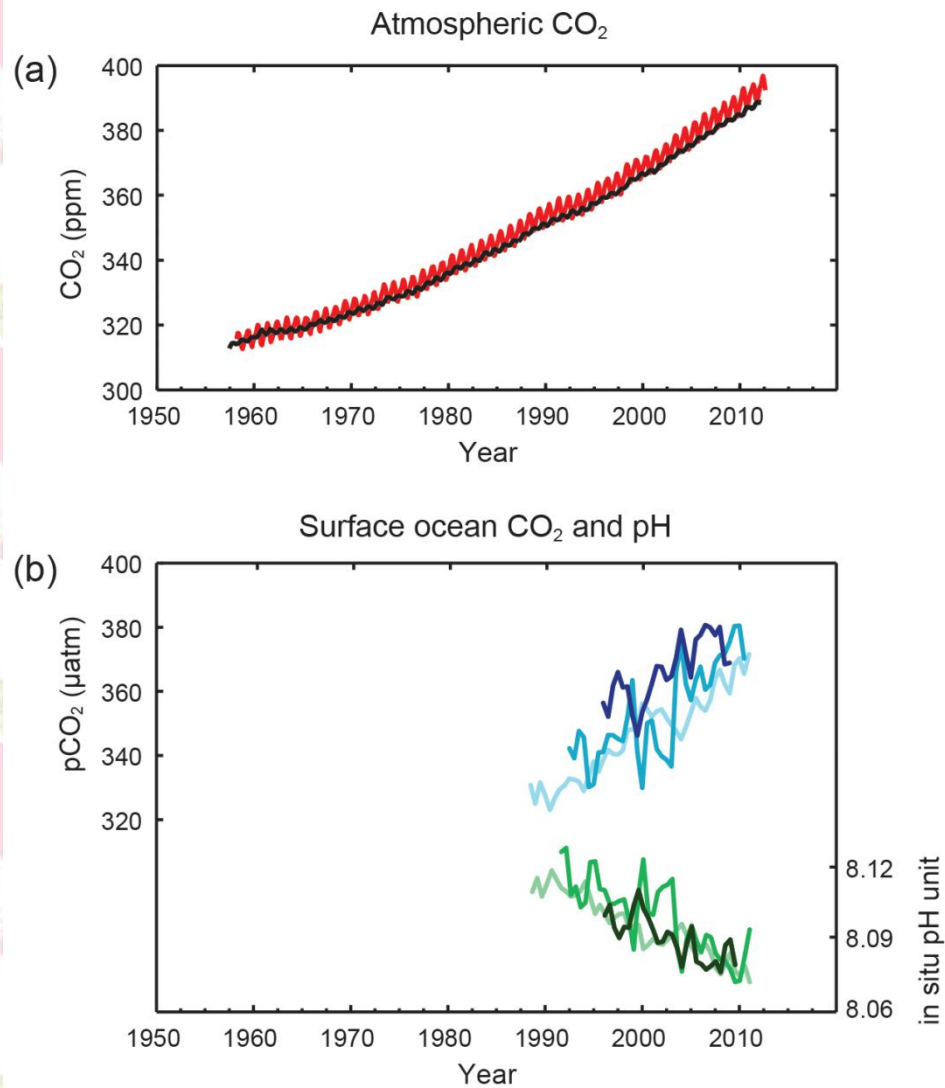 Atmospheric CO₂
(a)
400
380
360
340
320
300
CO₂ (ppm)
1950 1960 1970 1980 1990 2000 2010
Year
Surface ocean CO₂ and pH
(b)
400
380
360
340
320
pCO₂ (µatm)
8.12
8.09
8.06
in situ pH unit
1950 1960 1970 1980 1990 2000 2010
Year